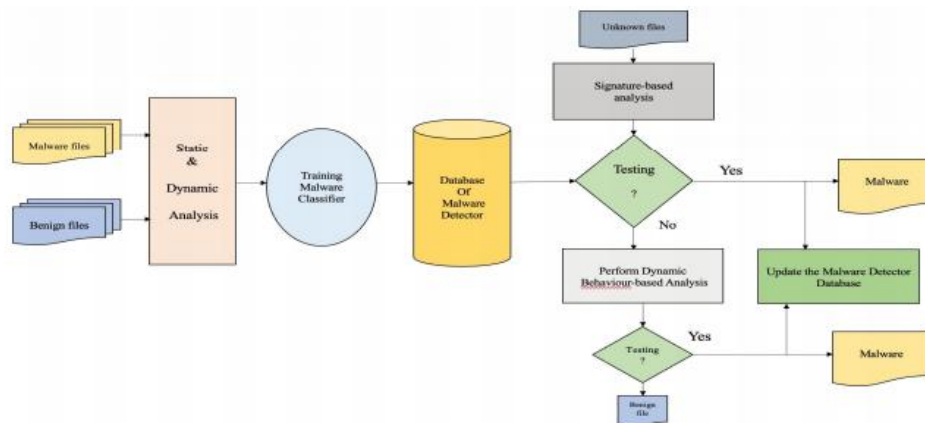 Unknown files
Signature-based
analysis
Malware files
Benign files
Static
&
Dynamic
Analysis
Training
Malware
Classifier
Database
Of
Malware
Detector
Testing
?
Yes
No
Malware
Perform Dynamic
Behaviour-based Analysis
Update the Malware Detector
Database
Testing
?
Yes
Malware
Benign
file